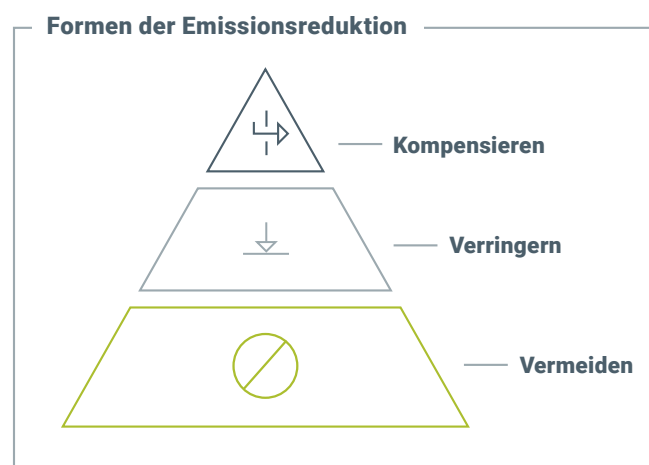 Formen der Emissionsreduktion
Kompensieren
Verringern
Vermeiden